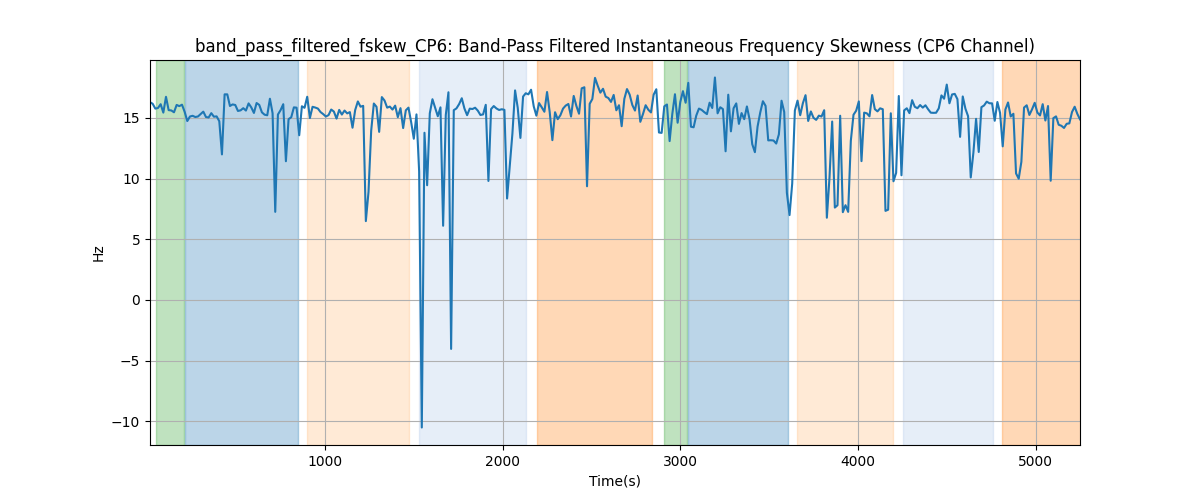 band_pass_filtered_fskew_CP6: Band-Pass Filtered Instantaneous Frequency Skewness (CP6 Channel)
15
10
5
0
−5
−10
Hz
1000 2000 3000 4000 5000
Time(s)